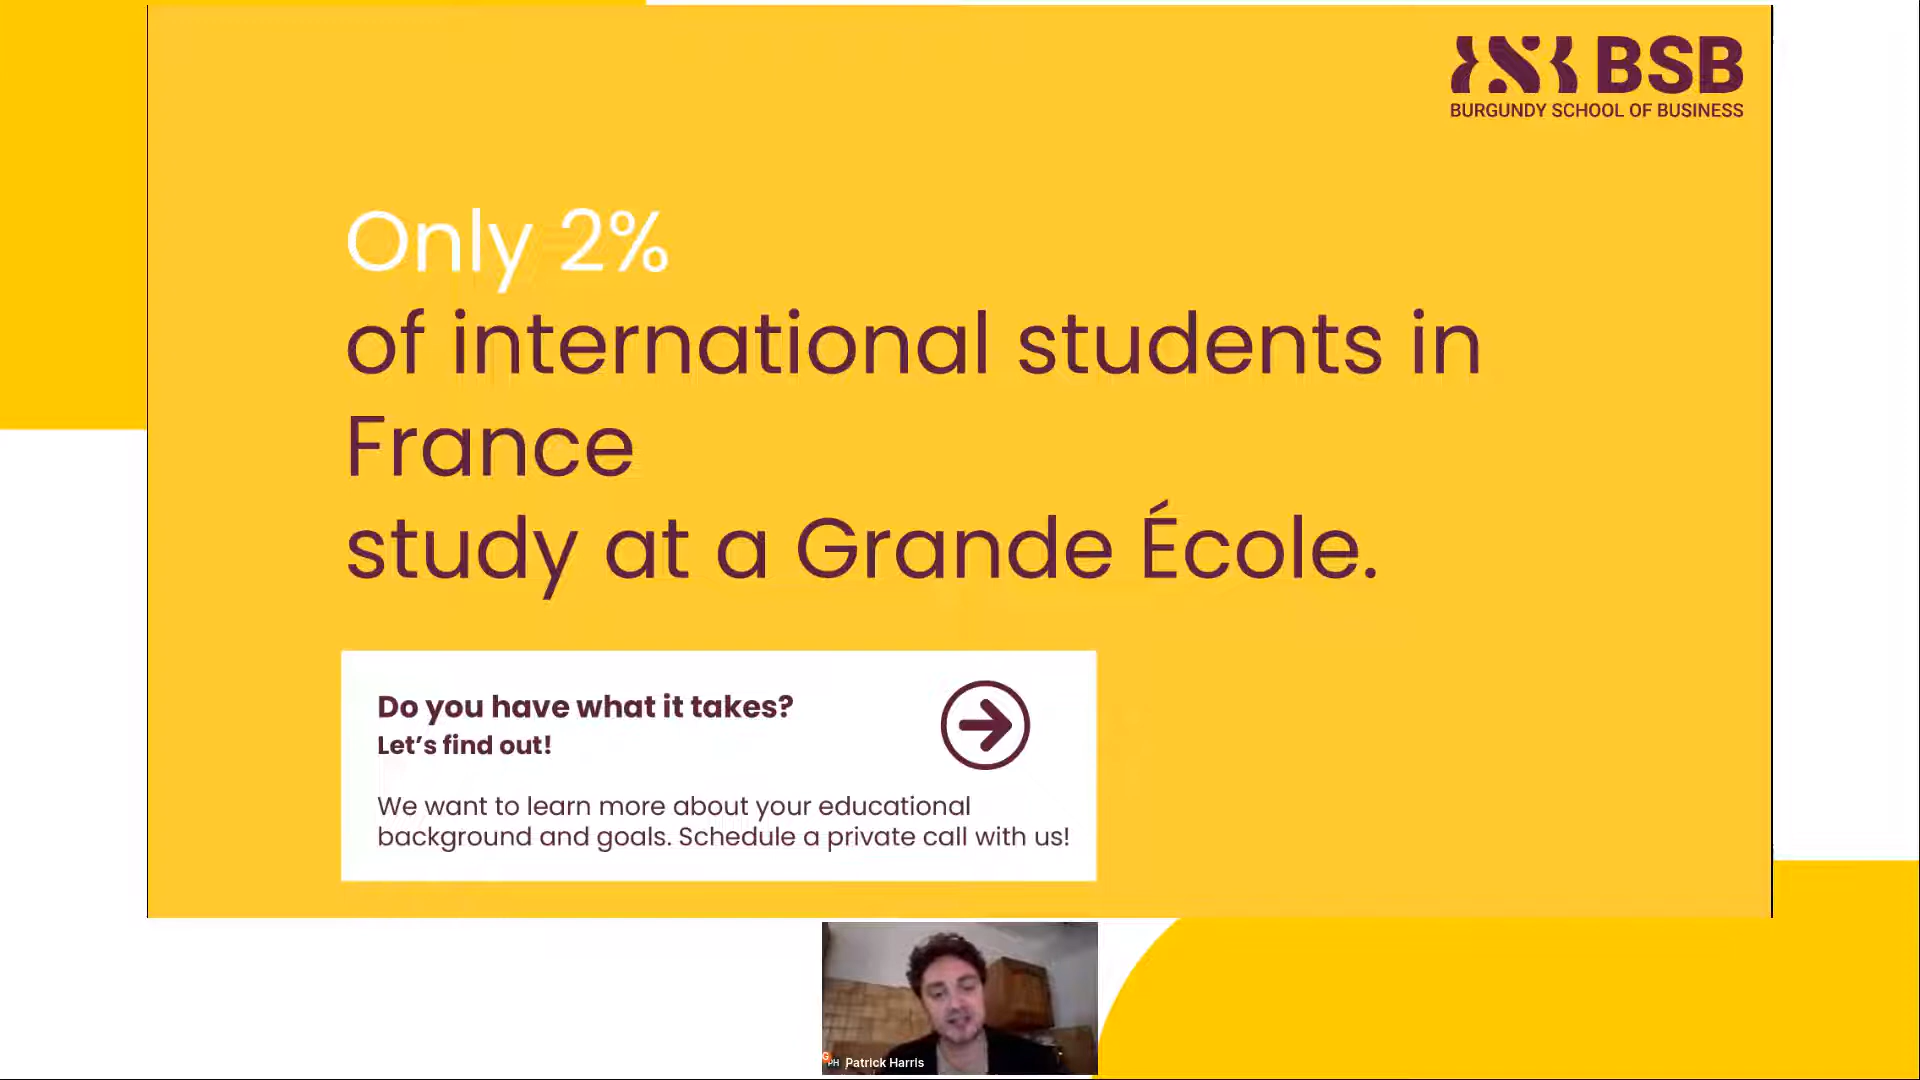 BSB
BURGUNDY SCHOOL OF BUSINESS
Only 2%
of international students in
France
study at a Grande École.
Do you have what it takes?
Let's find out!
We want to learn more about your educational
background and goals. Schedule a private call with us!
G PH Patrick Harris